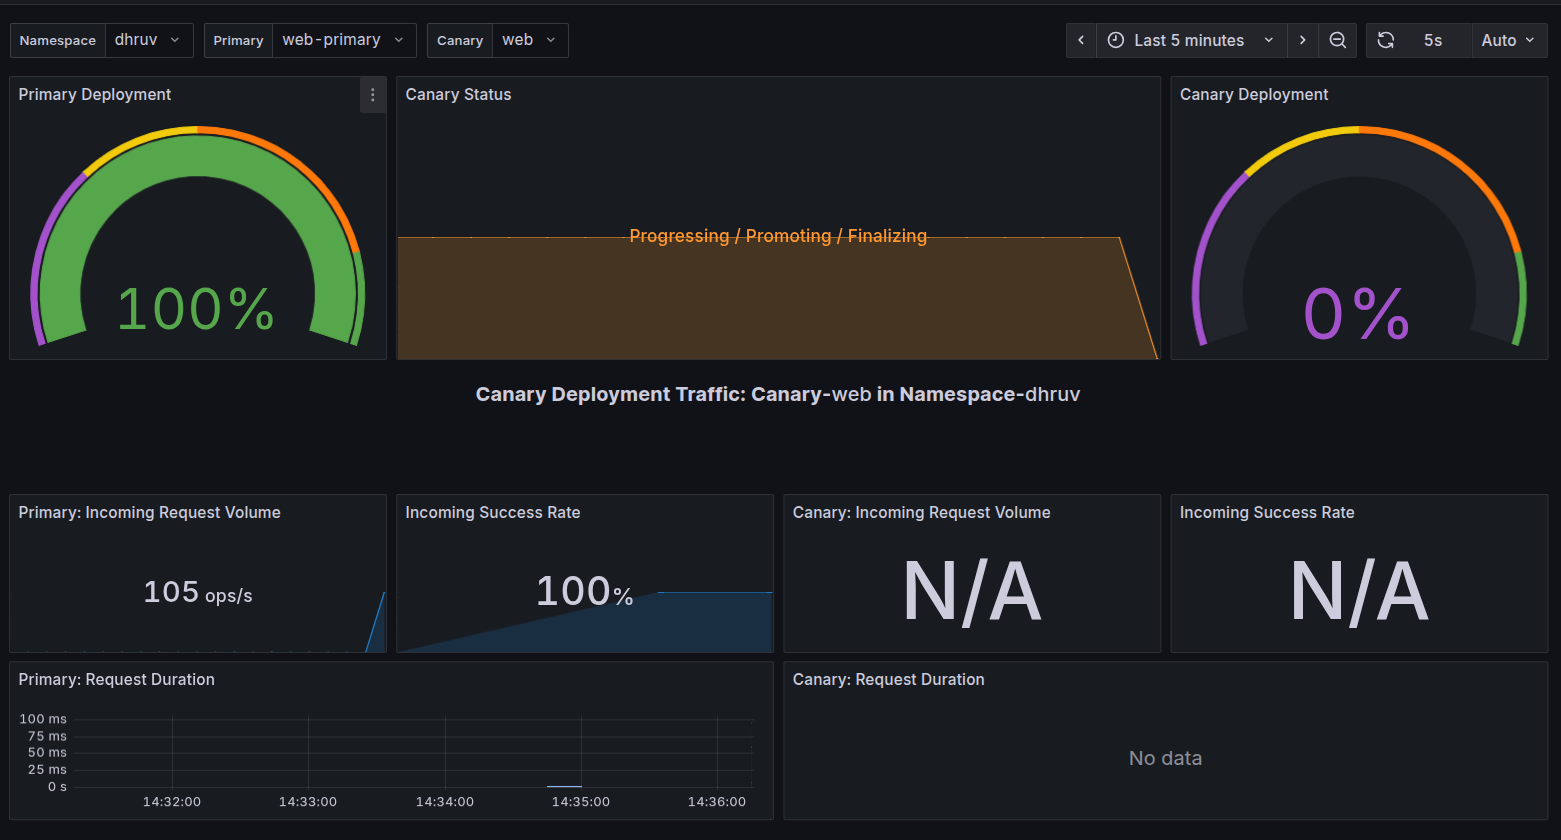 Namespace dhruv Primary web-primary Canary web Last 5 minutes 5s Auto
Primary Deployment
100%
Canary Status
Progressing / Promoting / Finalizing
Canary Deployment
0%
Canary Deployment Traffic: Canary-web in Namespace-dhruv
Primary: Incoming Request Volume
105 ops/s
Incoming Success Rate
100%
Canary: Incoming Request Volume
N/A
Incoming Success Rate
N/A
Primary: Request Duration
100 ms
75 ms
50 ms
25 ms
0 s
14:32:00 14:33:00 14:34:00 14:35:00 14:36:00
Canary: Request Duration
No data